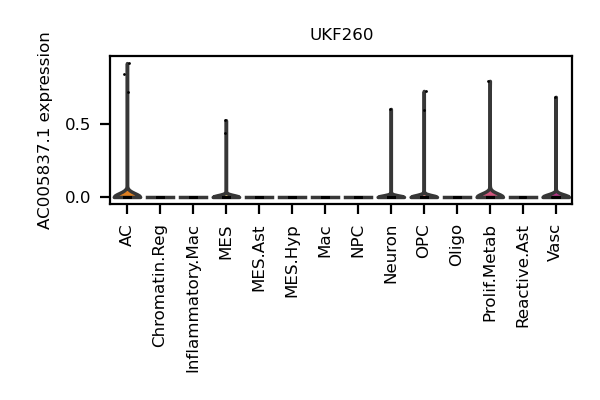 UKF260
AC005837.1 expression
0.5
0.0
AC
Chromatin.Reg
Inflammatory.Mac
MES
MES.Ast
MES.Hyp
Mac
NPC
Neuron
OPC
Oligo
Prolif.Metab
Reactive.Ast
Vasc